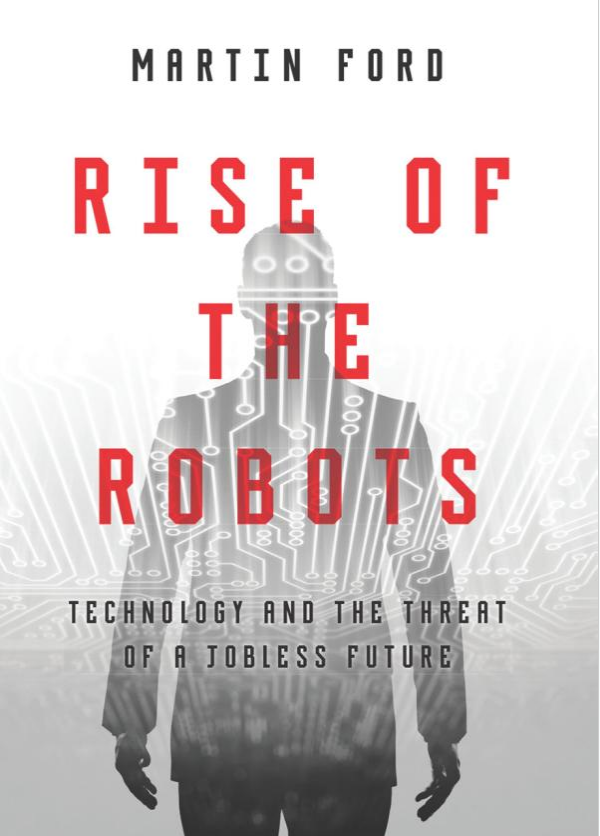 MARTIN FORD
RISE OF
THE
ROBOTS
TECHNOLOGY AND THE THREAT
OF A JOBLESS FUTURE